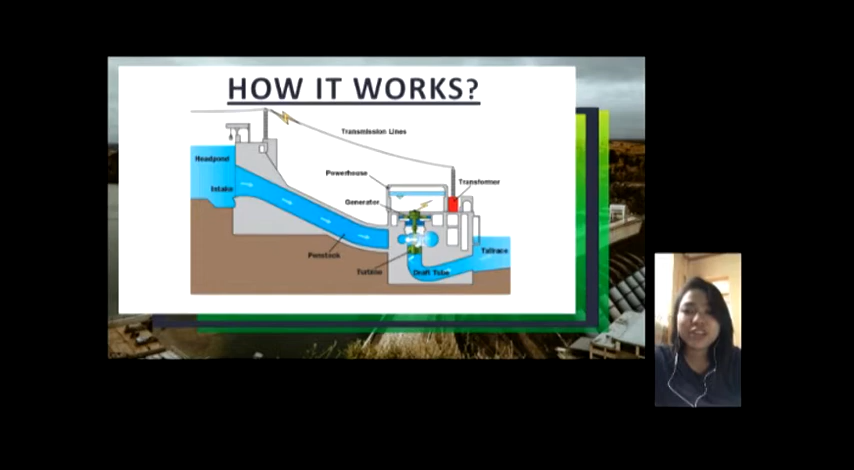 HOW IT WORKS?
Transmission Lines
Headpond
Powerhouse
Transformer
Intake
Generator
Tailrace
Penstock
Turbine
Draft Tube